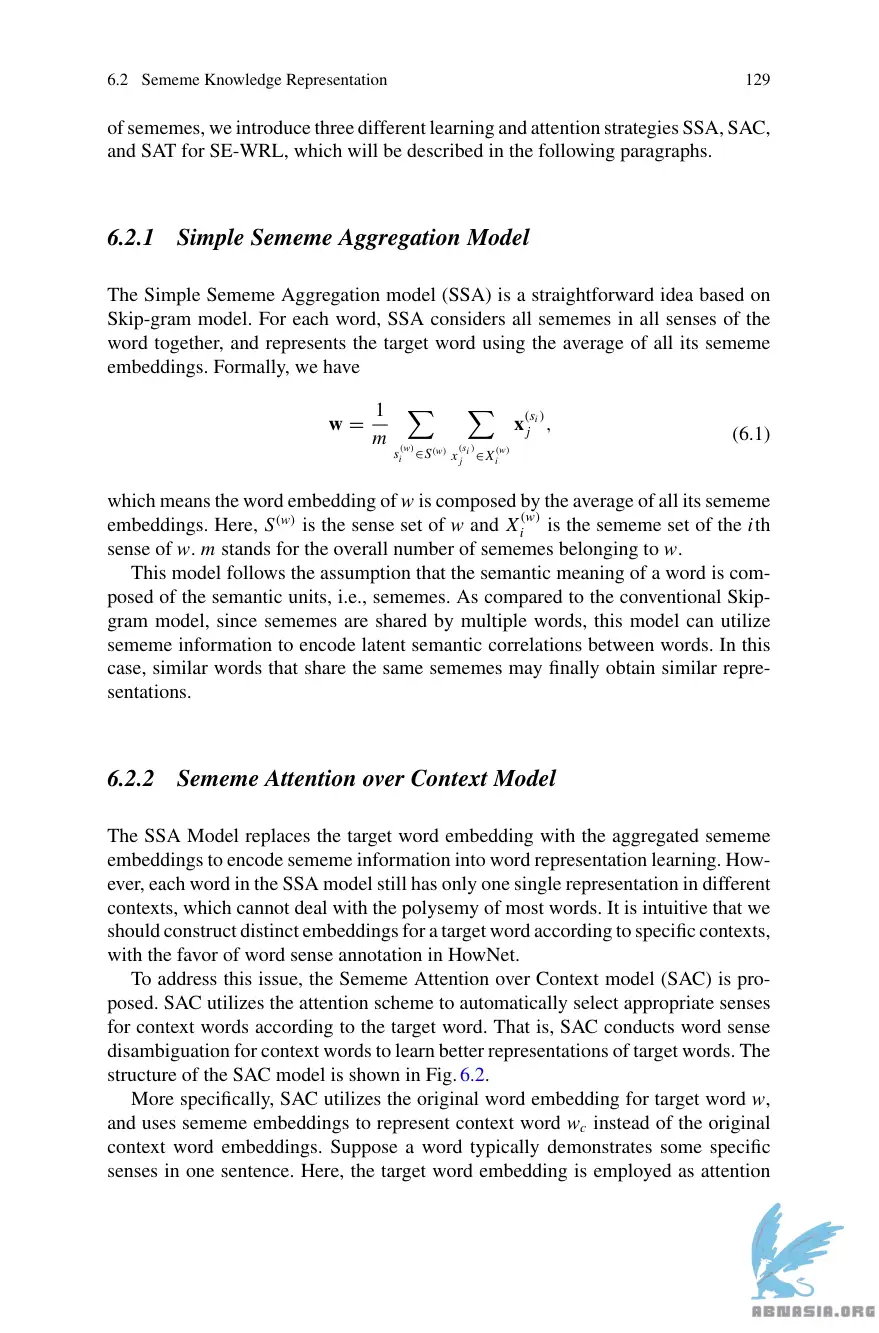 6.2 Sememe Knowledge Representation 129
of sememes, we introduce three different learning and attention strategies SSA, SAC,
and SAT for SE-WRL, which will be described in the following paragraphs.
6.2.1 Simple Sememe Aggregation Model
The Simple Sememe Aggregation model (SSA) is a straightforward idea based on
Skip-gram model. For each word, SSA considers all sememes in all senses of the
word together, and represents the target word using the average of all its sememe
embeddings. Formally, we have
w = \frac{1}{m} \sum_{s_i^{(w)} \in S^{(w)}} \sum_{x_j^{(s_i)} \in X_i^{(w)}} x_j^{(s_i)}, (6.1)
which means the word embedding of w is composed by the average of all its sememe
embeddings. Here, S^{(w)} is the sense set of w and X_i^{(w)} is the sememe set of the ith
sense of w. m stands for the overall number of sememes belonging to w.
This model follows the assumption that the semantic meaning of a word is com-
posed of the semantic units, i.e., sememes. As compared to the conventional Skip-
gram model, since sememes are shared by multiple words, this model can utilize
sememe information to encode latent semantic correlations between words. In this
case, similar words that share the same sememes may finally obtain similar repre-
sentations.
6.2.2 Sememe Attention over Context Model
The SSA Model replaces the target word embedding with the aggregated sememe
embeddings to encode sememe information into word representation learning. How-
ever, each word in the SSA model still has only one single representation in different
contexts, which cannot deal with the polysemy of most words. It is intuitive that we
should construct distinct embeddings for a target word according to specific contexts,
with the favor of word sense annotation in HowNet.
To address this issue, the Sememe Attention over Context model (SAC) is pro-
posed. SAC utilizes the attention scheme to automatically select appropriate senses
for context words according to the target word. That is, SAC conducts word sense
disambiguation for context words to learn better representations of target words. The
structure of the SAC model is shown in Fig. 6.2.
More specifically, SAC utilizes the original word embedding for target word w,
and uses sememe embeddings to represent context word w_c instead of the original
context word embeddings. Suppose a word typically demonstrates some specific
senses in one sentence. Here, the target word embedding is employed as attention
ABNASIA.ORG